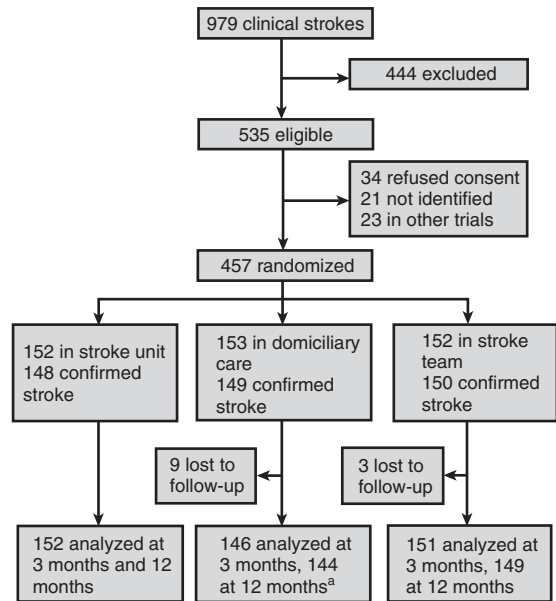 979 clinical strokes
444 excluded
535 eligible
34 refused consent
21 not identified
23 in other trials
457 randomized
152 in stroke unit
148 confirmed
stroke
153 in domiciliary
care
149 confirmed
stroke
152 in stroke
team
150 confirmed
stroke
9 lost to
follow-up
3 lost to
follow-up
152 analyzed at
3 months and 12
months
146 analyzed at
3 months, 144
at 12 monthsᵃ
151 analyzed at
3 months, 149
at 12 months